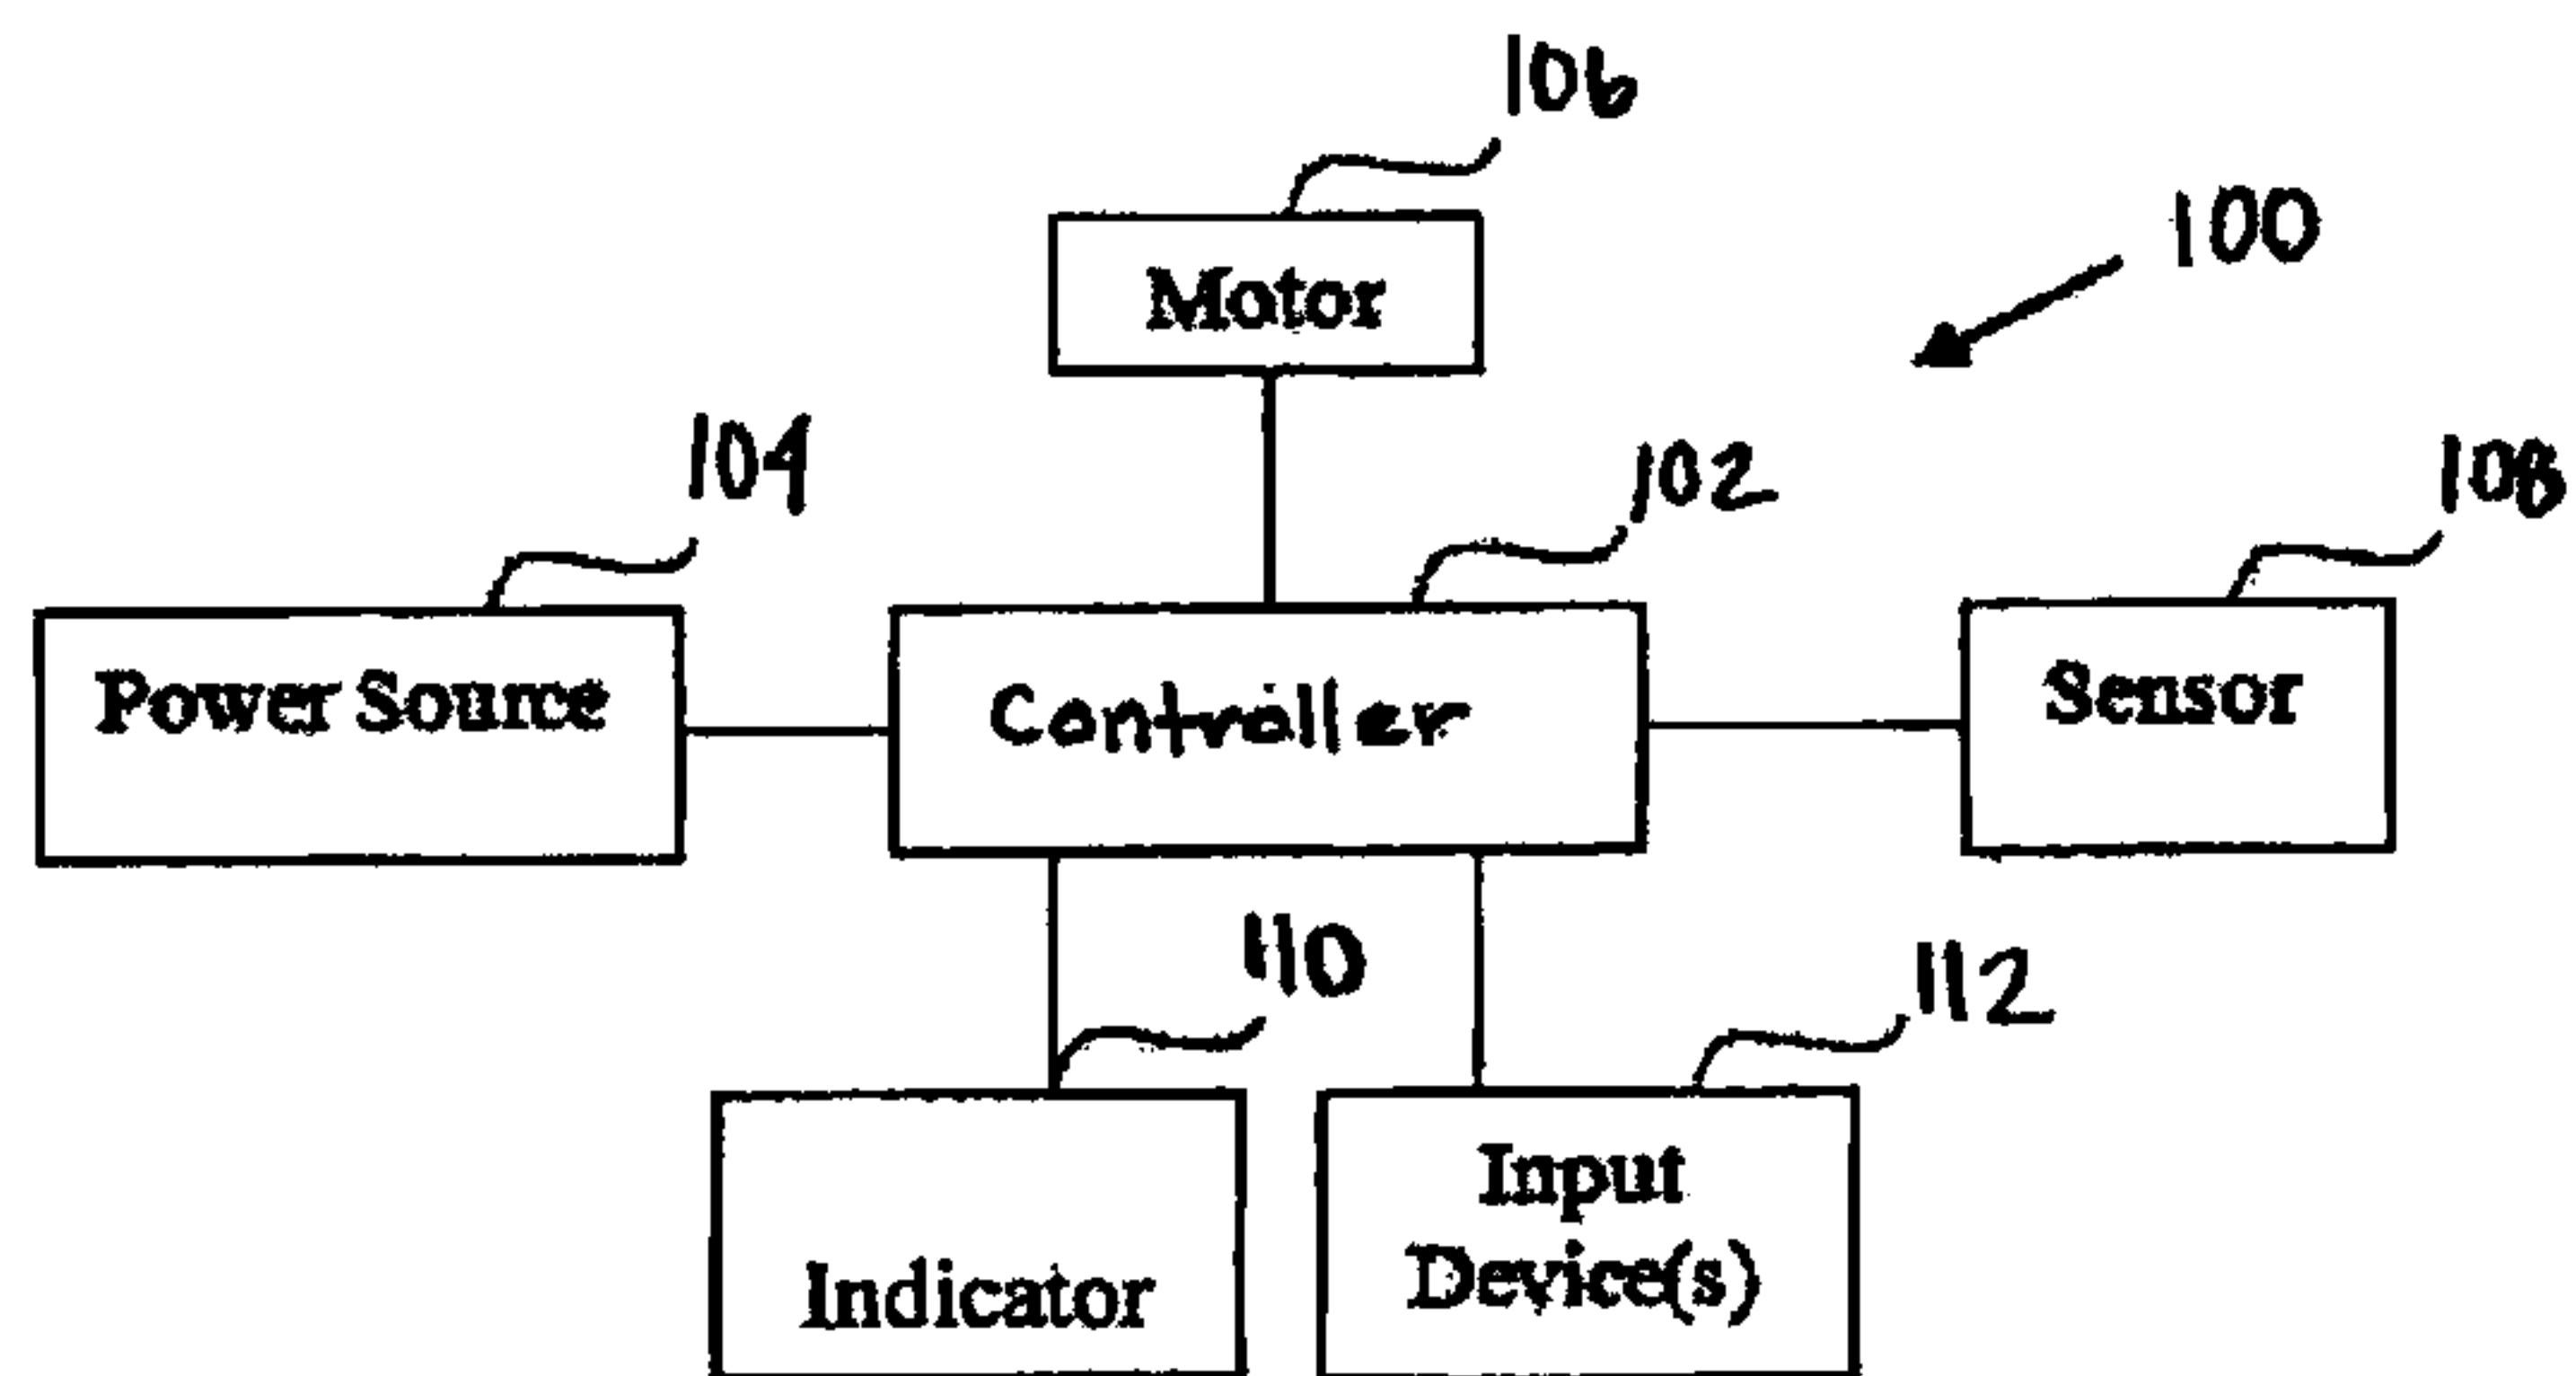 106
Motor
100
104
102
108
Power Source
Controller
Sensor
110
112
Indicator
Input
Device(s)